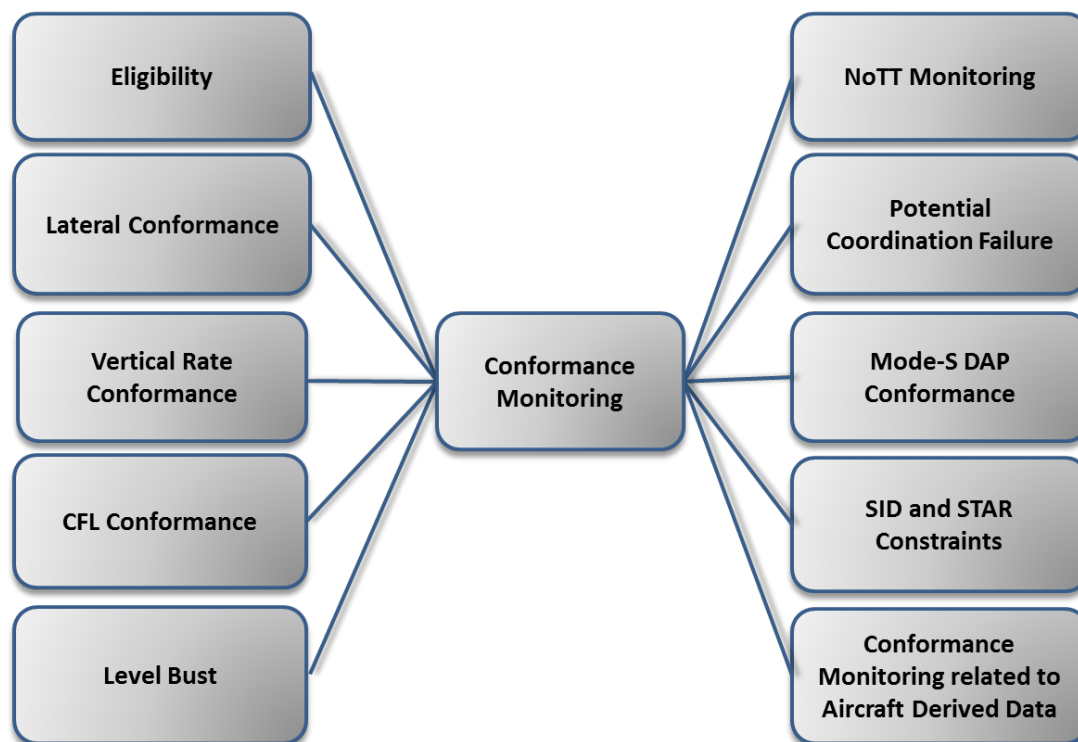 Eligibility
Lateral Conformance
Vertical Rate
Conformance
CFL Conformance
Level Bust
Conformance
Monitoring
NoTT Monitoring
Potential
Coordination Failure
Mode-S DAP
Conformance
SID and STAR
Constraints
Conformance
Monitoring related to
Aircraft Derived Data